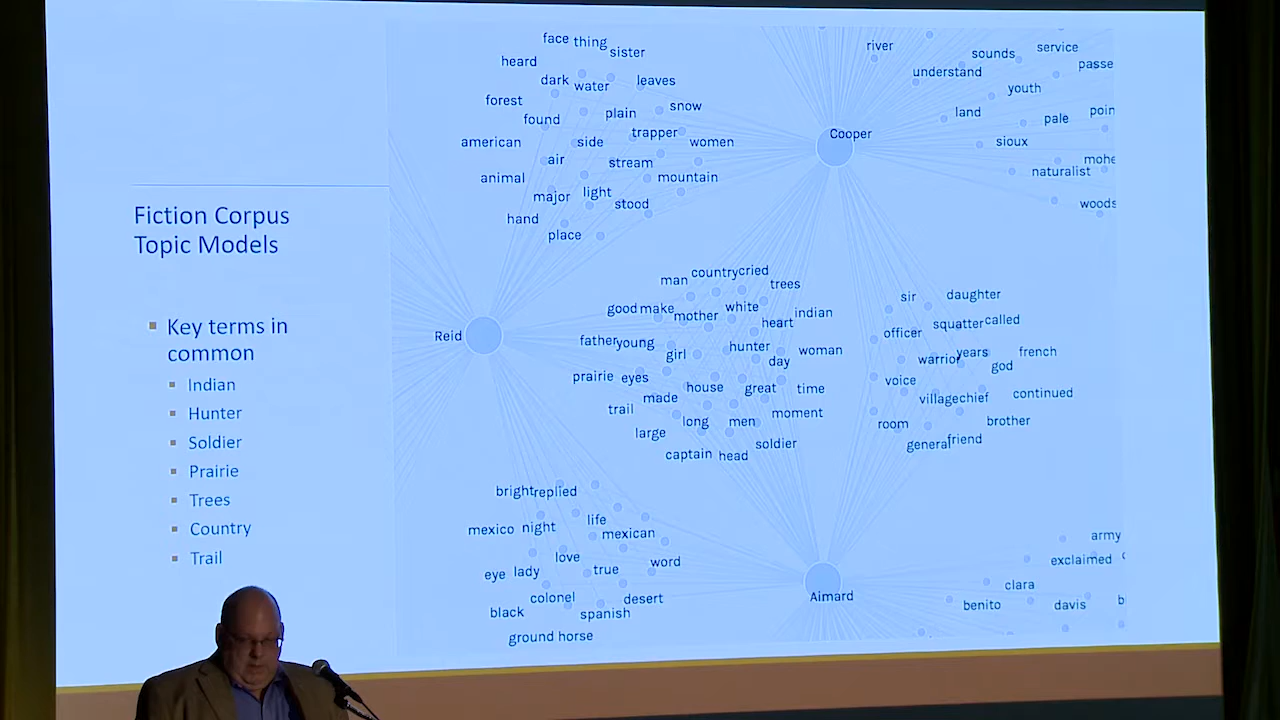 Fiction Corpus
Topic Models
Key terms in
common
Indian
Hunter
Soldier
Prairie
Trees
Country
Trail
face thing
sister
heard
dark water leaves
forest
found plain snow
american side trapper women
air stream
animal mountain
major light
stood
hand
place
river
sounds service
understand passe
youth
land pale poin
sioux
naturalist mohe
woods
Cooper
Reid
man country cried
trees
good make mother white indian
heart
father young girl hunter woman
day
prairie eyes house great time
made
trail long men moment
large soldier
captain head
sir daughter
officer squatter called
warrior years french
god
voice village chief continued
room brother
general friend
bright replied
mexico night life mexican
love word
eye lady true
colonel desert
black spanish
ground horse
Aimard
army
exclaimed
clara
benito davis b